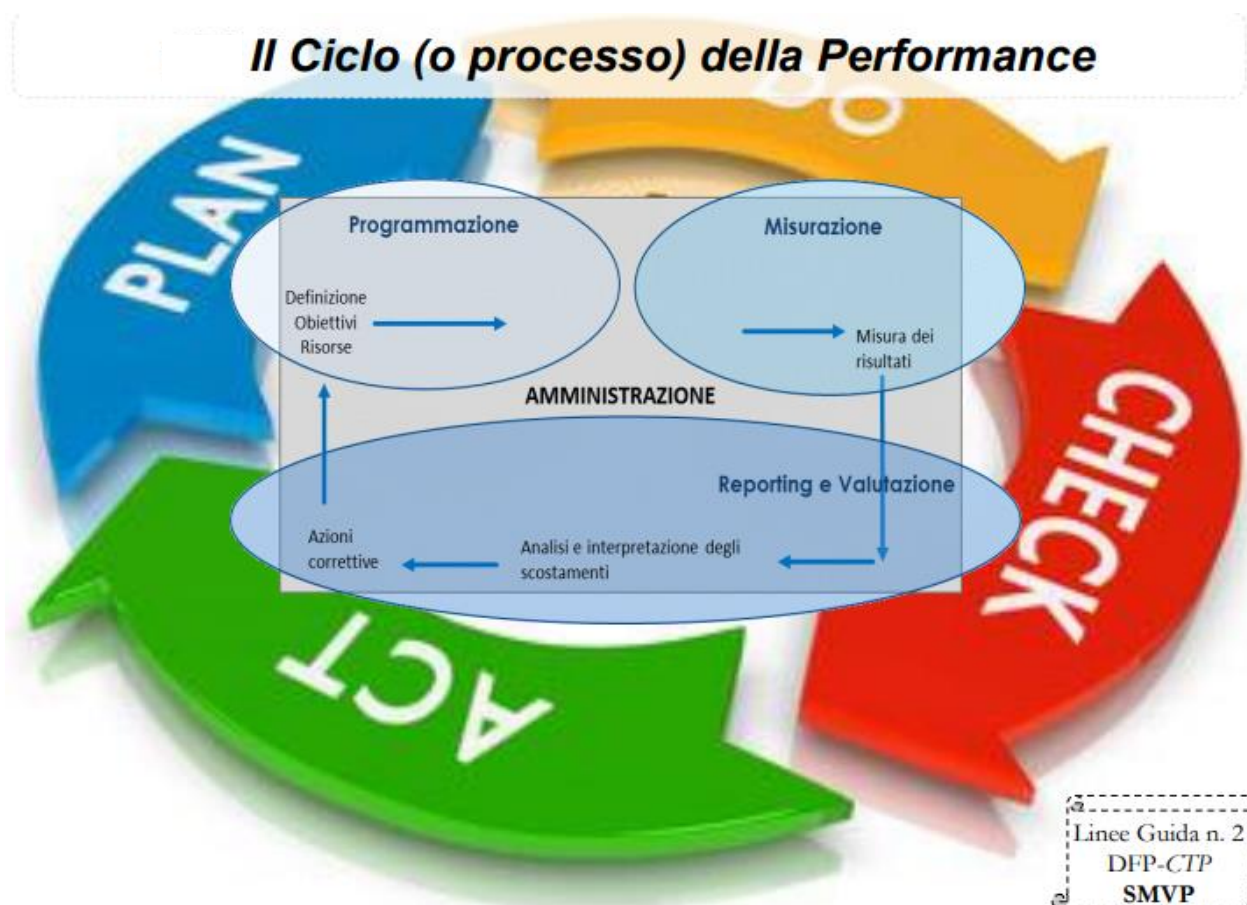 Il Ciclo (o processo) della Performance
DO
PLAN
Programmazione
Misurazione
Definizione
Obiettivi
Risorse
Misura dei
risultati
AMMINISTRAZIONE
CHECK
Reporting e Valutazione
Azioni
correttive
Analisi e interpretazione degli
scostamenti
ACT
Linee Guida n. 2
DFP-CTP
SMVP